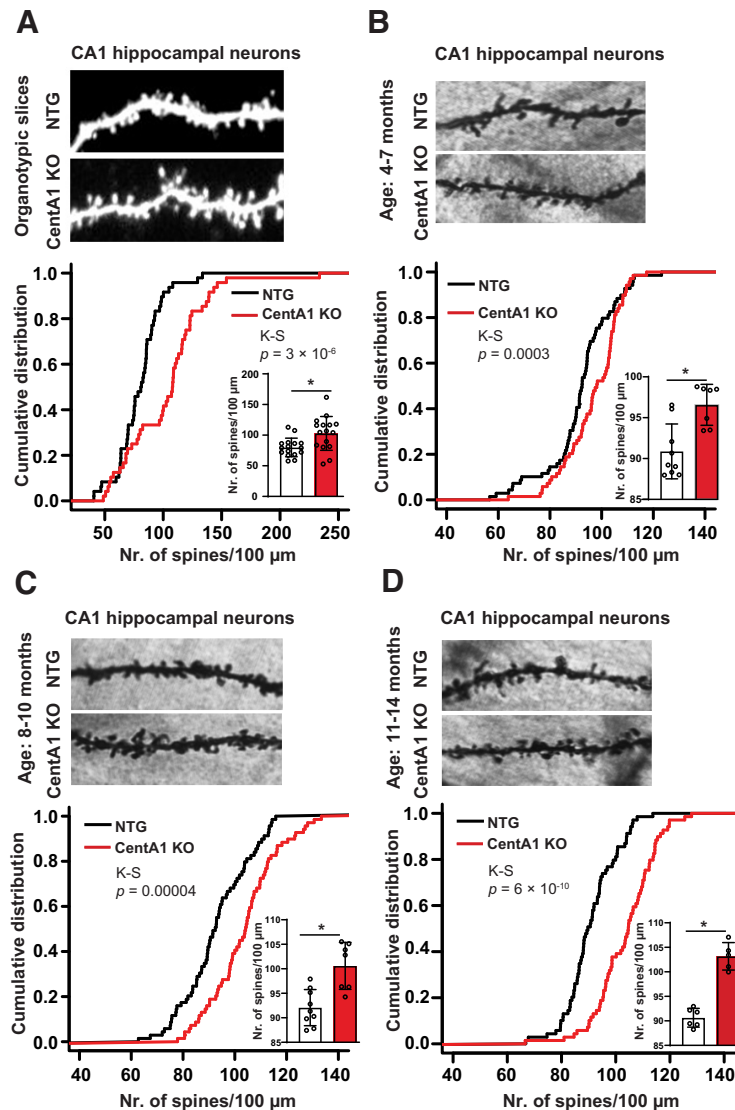 A
CA1 hippocampal neurons
Organotypic slices
NTG
CentA1 KO
Cumulative distribution
1.0
0.8
0.6
0.4
0.2
0.0
NTG
CentA1 KO
K-S
p = 3 × 10⁻⁶
Nr. of spines/100 µm
200
150
100
50
0
*
50 100 150 200 250
Nr. of spines/100 µm
B
CA1 hippocampal neurons
Age: 4-7 months
NTG
CentA1 KO
Cumulative distribution
1.0
0.8
0.6
0.4
0.2
0.0
NTG
CentA1 KO
K-S
p = 0.0003
Nr. of spines/100 µm
100
95
90
85
*
40 60 80 100 120 140
Nr. of spines/100 µm
C
CA1 hippocampal neurons
Age: 8-10 months
NTG
CentA1 KO
Cumulative distribution
1.0
0.8
0.6
0.4
0.2
0.0
NTG
CentA1 KO
K-S
p = 0.00004
Nr. of spines/100 µm
110
105
100
95
90
85
*
40 60 80 100 120 140
Nr. of spines/100 µm
D
CA1 hippocampal neurons
Age: 11-14 months
NTG
CentA1 KO
Cumulative distribution
1.0
0.8
0.6
0.4
0.2
0.0
NTG
CentA1 KO
K-S
p = 6 × 10⁻¹⁰
Nr. of spines/100 µm
110
105
100
95
90
85
*
40 60 80 100 120 140
Nr. of spines/100 µm